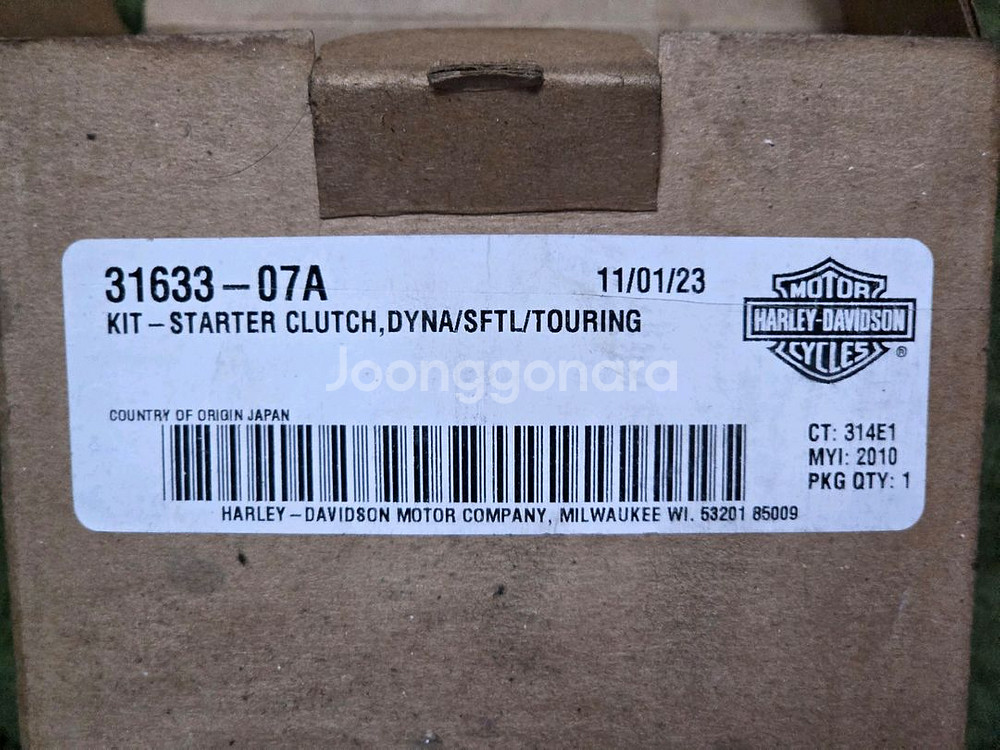 31633-07A
11/01/23
KIT-STARTER CLUTCH,DYNA/SFTL/TOURING
MOTOR
HARLEY-DAVIDSON
CYCLES
®
Joonggonara
COUNTRY OF ORIGIN JAPAN
CT: 314E1
MYI: 2010
PKG QTY: 1
HARLEY-DAVIDSON MOTOR COMPANY, MILWAUKEE WI. 53201 85009